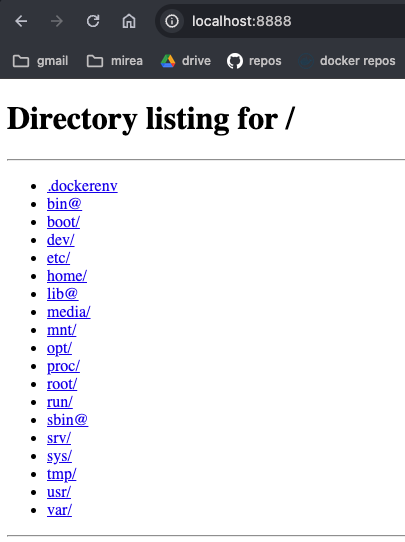 localhost:8888
gmail mirea drive repos docker repos
Directory listing for /
.dockerenv
bin@
boot/
dev/
etc/
home/
lib@
media/
mnt/
opt/
proc/
root/
run/
sbin@
srv/
sys/
tmp/
usr/
var/